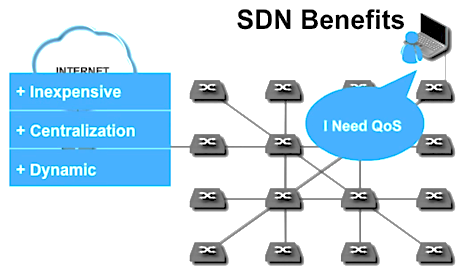 SDN Benefits
INTERNET
+ Inexpensive
+ Centralization
+ Dynamic
I Need QoS